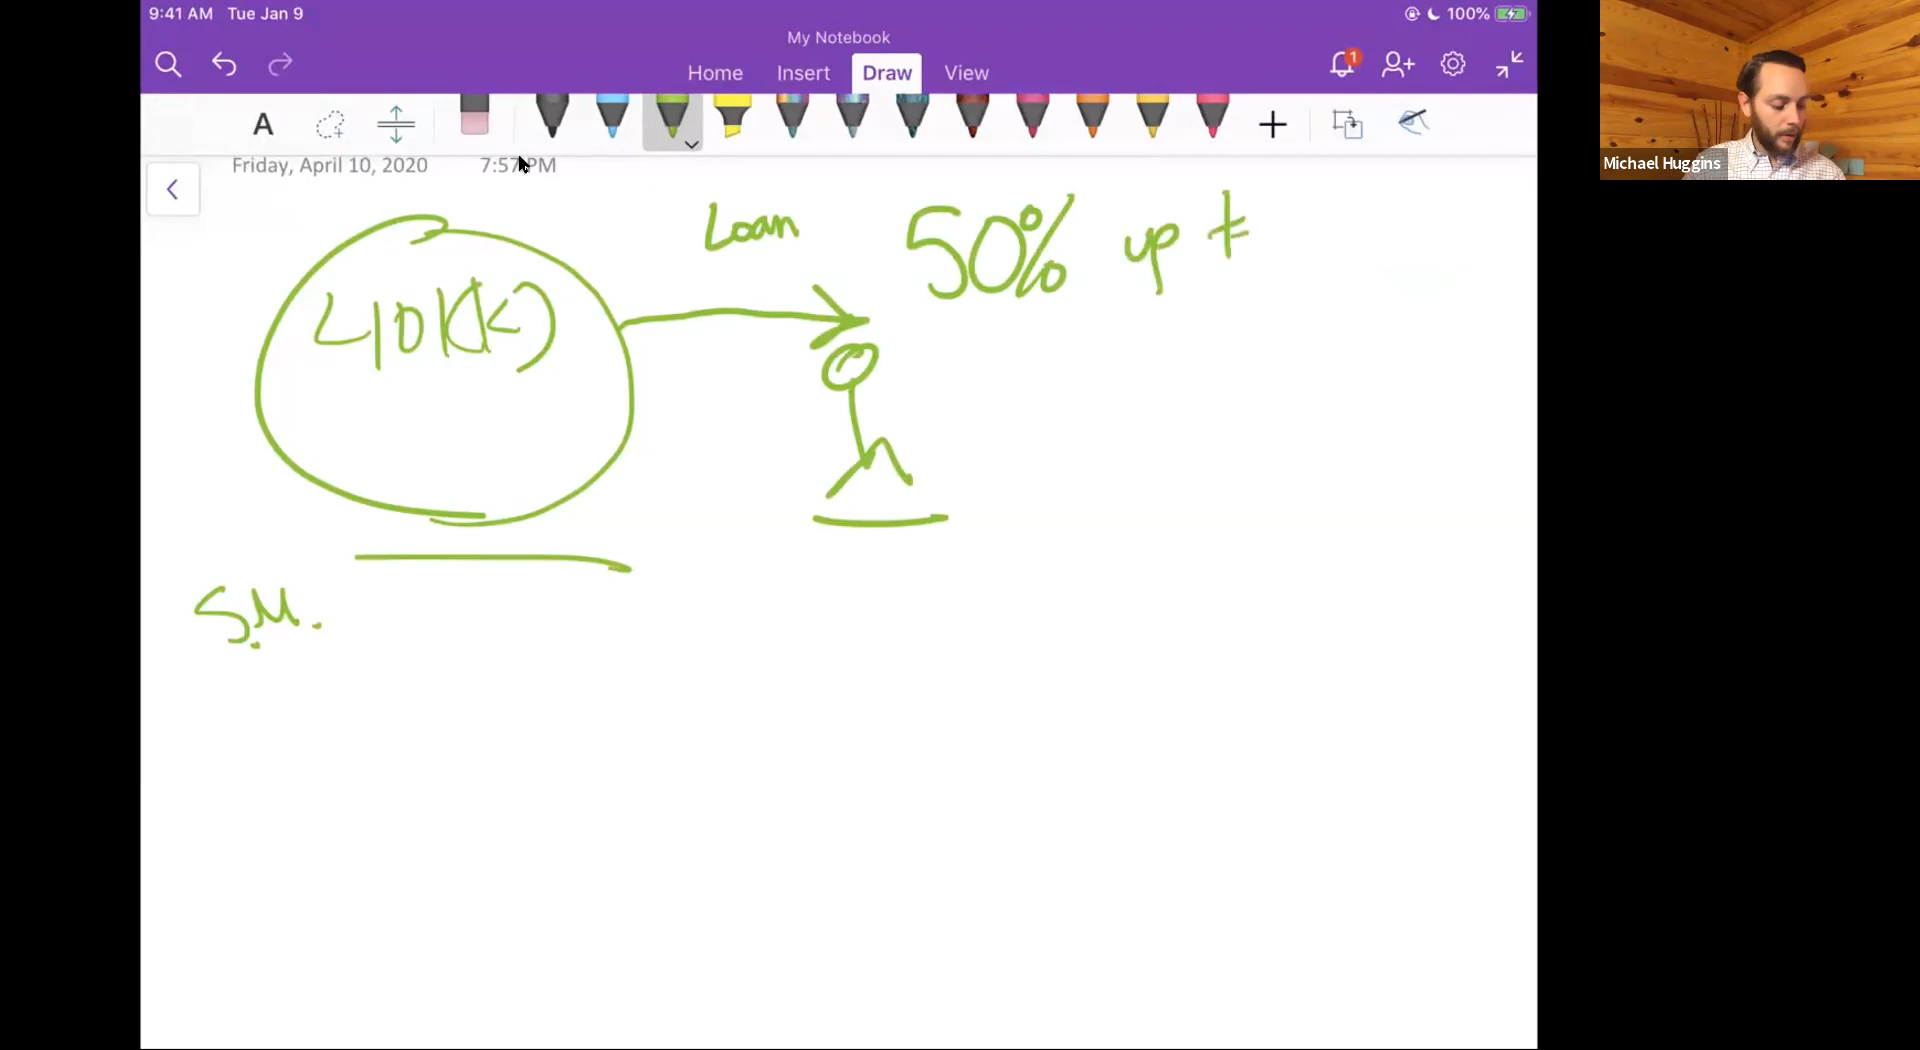 9:41 AM Tue Jan 9
100%
My Notebook
Home Insert Draw View
1
A
Friday, April 10, 2020 7:57 PM
Michael Huggins
Loan 50% up t
401(K)
S.M.